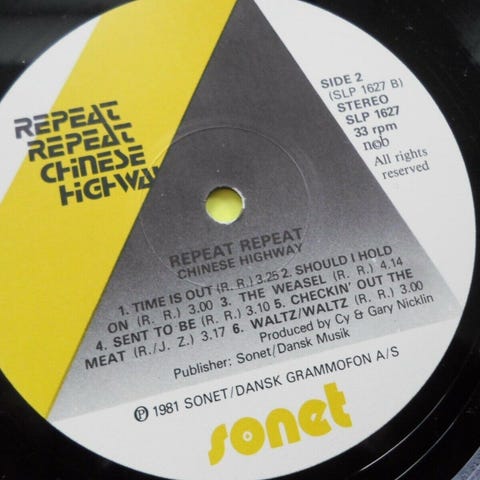 REPEAT
REPEAT
CHINESE
HIGHWAY
SIDE 2
(SLP 1627 B)
STEREO
SLP 1627
33 rpm
ncb
All rights
reserved
REPEAT REPEAT
CHINESE HIGHWAY
1. TIME IS OUT (R. R.) 3.25 2. SHOULD I HOLD
ON (R. R.) 3.00 3. THE WEASEL (R. R.) 4.14
4. SENT TO BE (R. R.) 3.10 5. CHECKIN' OUT THE
MEAT (R./J. Z.) 3.17 6. WALTZ/WALTZ (R. R.) 3.00
Produced by Cy & Gary Nicklin
Publisher: Sonet/Dansk Musik
Ⓟ 1981 SONET/DANSK GRAMMOFON A/S
sonet